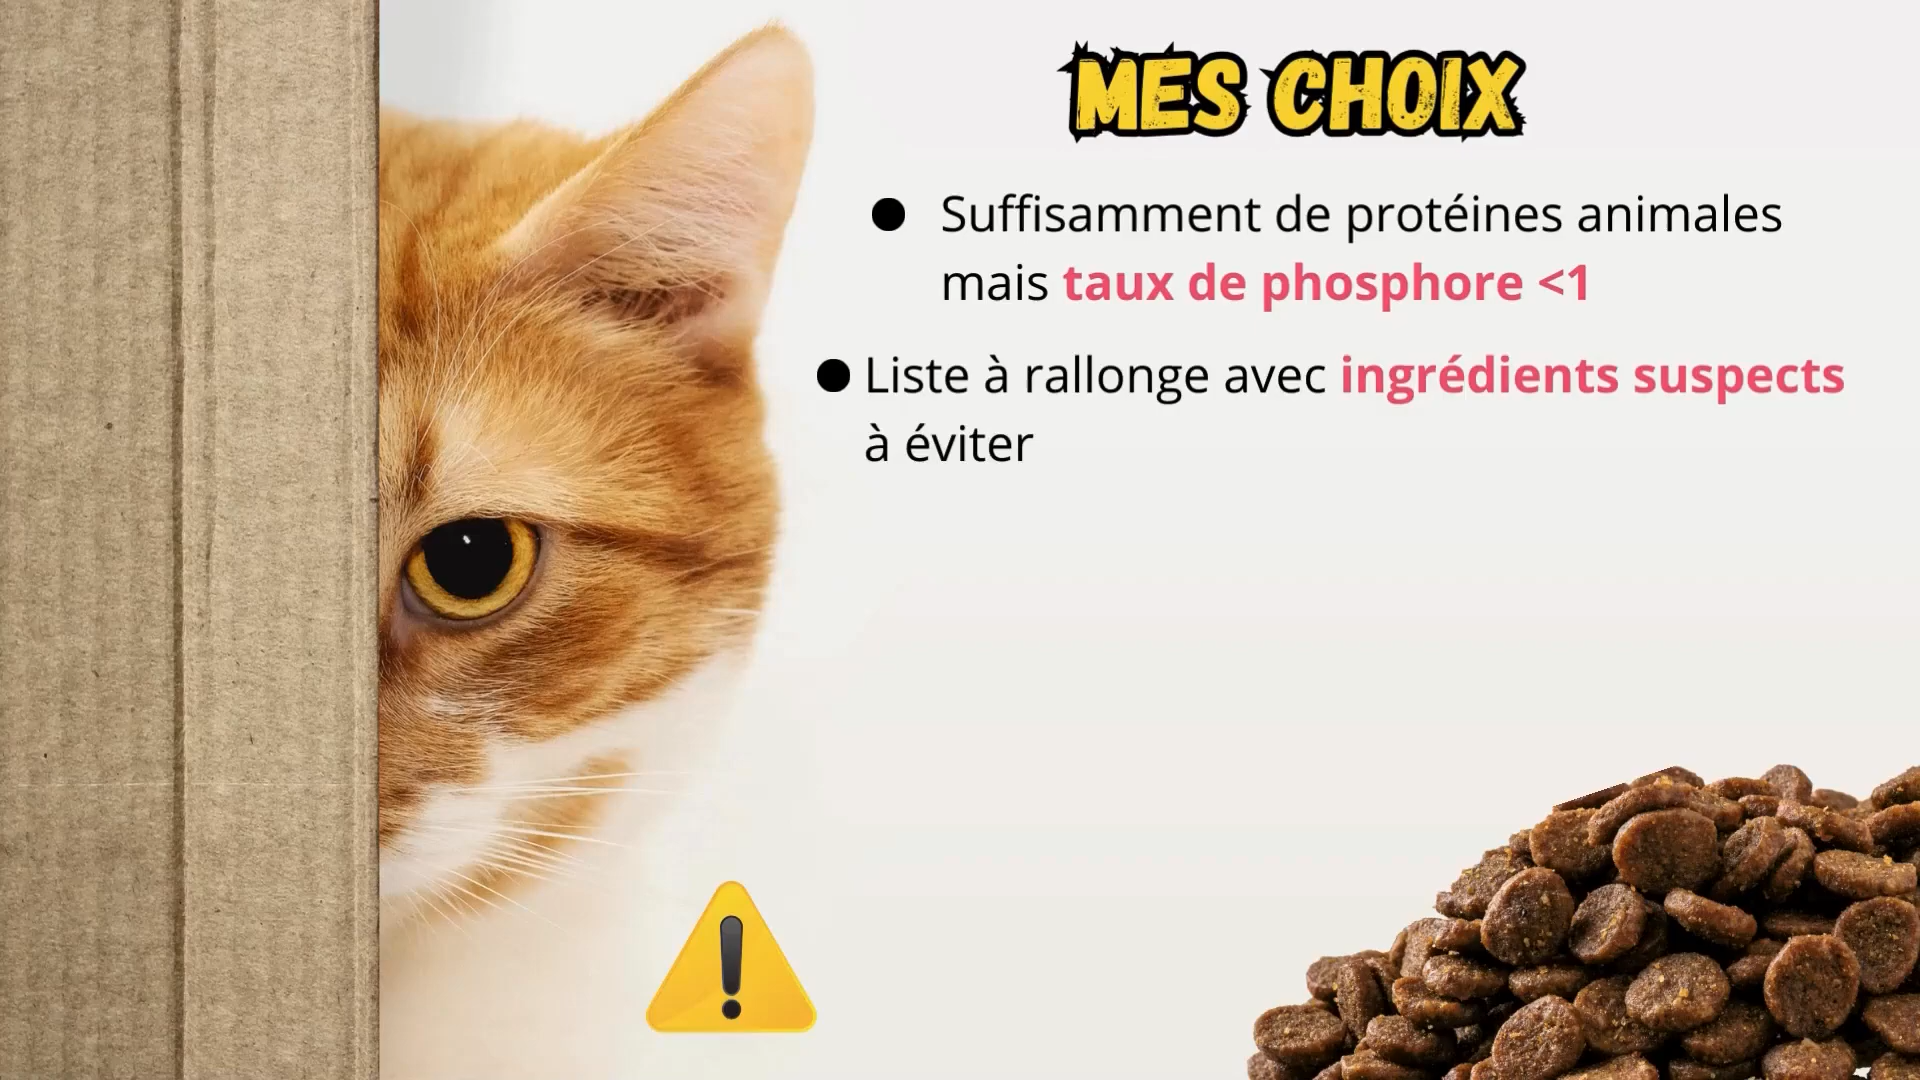 MES CHOIX
Suffisamment de protéines animales
mais taux de phosphore <1
Liste à rallonge avec ingrédients suspects
à éviter